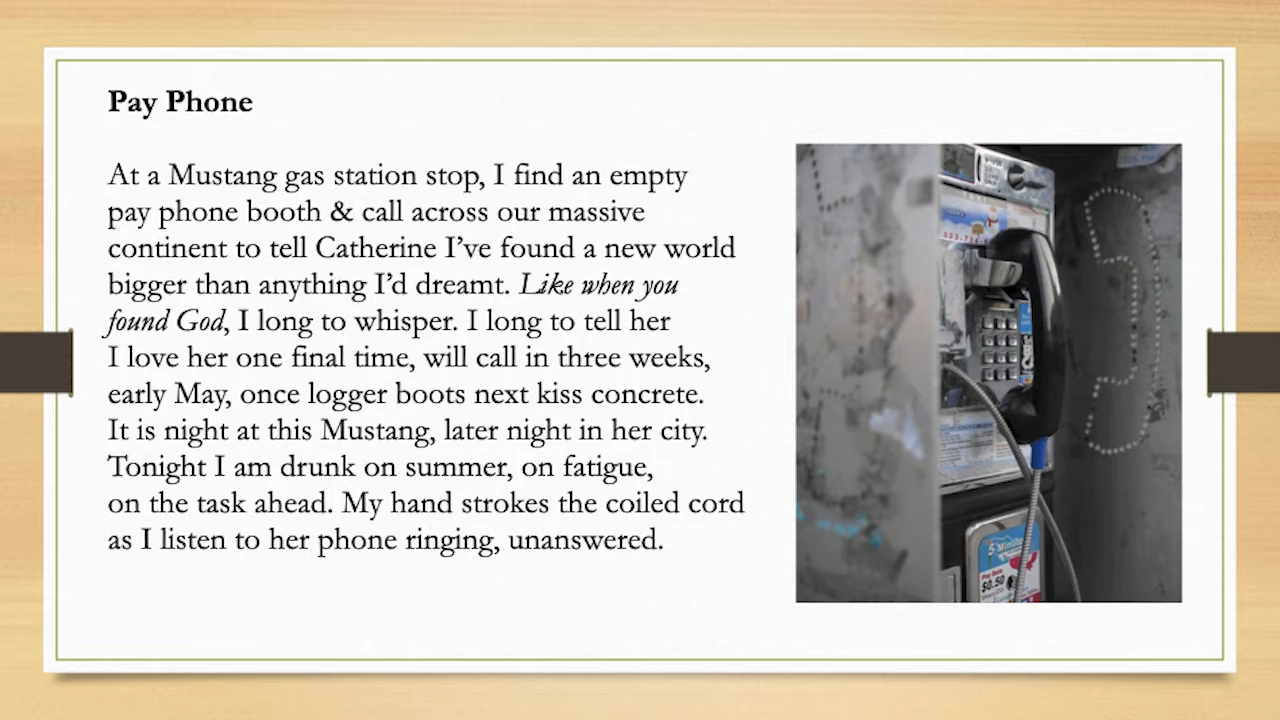 Pay Phone
At a Mustang gas station stop, I find an empty
pay phone booth & call across our massive
continent to tell Catherine I’ve found a new world
bigger than anything I’d dreamt. Like when you
found God, I long to whisper. I long to tell her
I love her one final time, will call in three weeks,
early May, once logger boots next kiss concrete.
It is night at this Mustang, later night in her city.
Tonight I am drunk on summer, on fatigue,
on the task ahead. My hand strokes the coiled cord
as I listen to her phone ringing, unanswered.
5 Minutes
$0.50